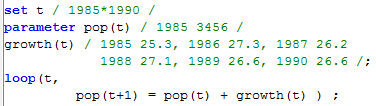 set t / 1985*1990 /
parameter pop(t) / 1985 3456 /
growth(t) / 1985 25.3, 1986 27.3, 1987 26.2
1988 27.1, 1989 26.6, 1990 26.6 /;
loop(t,
pop(t+1) = pop(t) + growth(t) ) ;